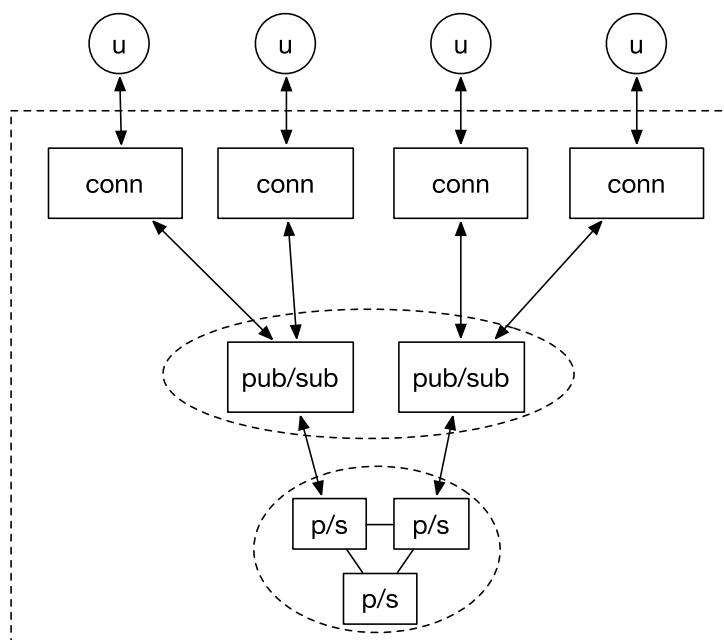 u u u u
conn conn conn conn
pub/sub pub/sub
p/s p/s
p/s